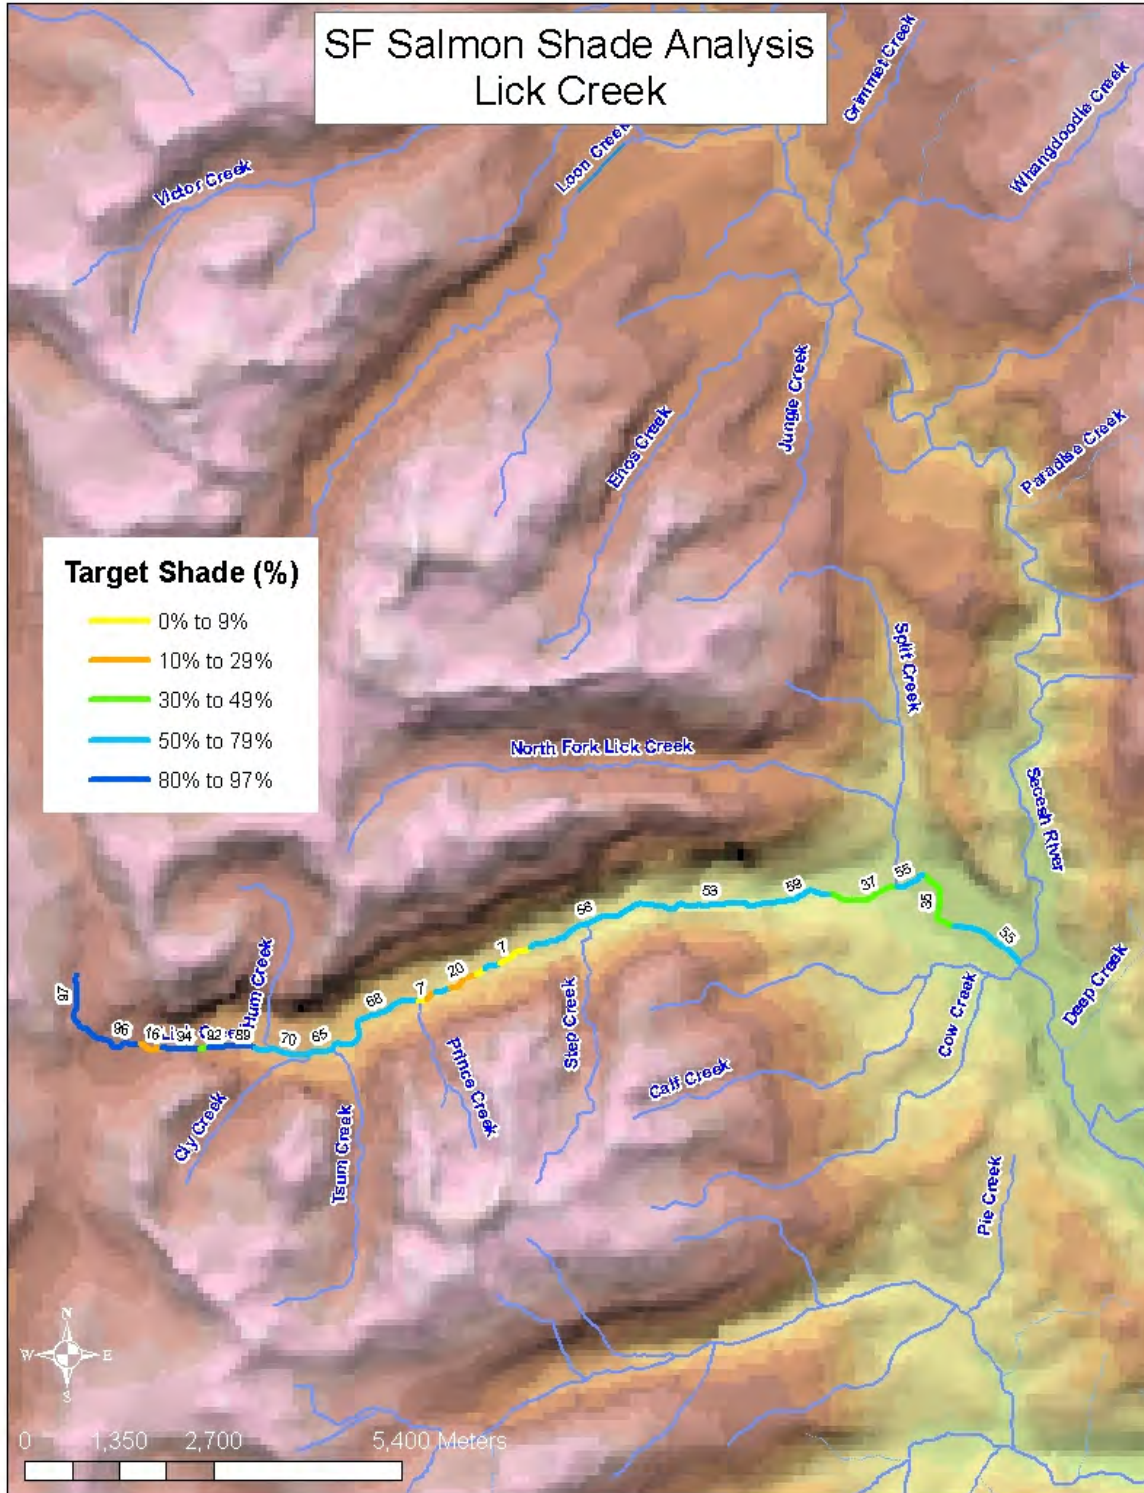 SF Salmon Shade Analysis
Lick Creek
Grimmet Creek
Whangdoodle Creek
Loon Creek
Victor Creek
Jungle Creek
Enos Creek
Paradise Creek
Target Shade (%)
0% to 9%
10% to 29%
30% to 49%
50% to 79%
80% to 97%
Split Creek
North Fork Lick Creek
Secesh River
55
37
59
53
35
56
55
7
20
7
68
97
96
16
94
92
89
Hum Creek
70
65
Deep Creek
Cow Creek
Step Creek
Calf Creek
Prince Creek
Cly Creek
Tsum Creek
Pie Creek
N
W
E
S
0
1,350
2,700
5,400 Meters